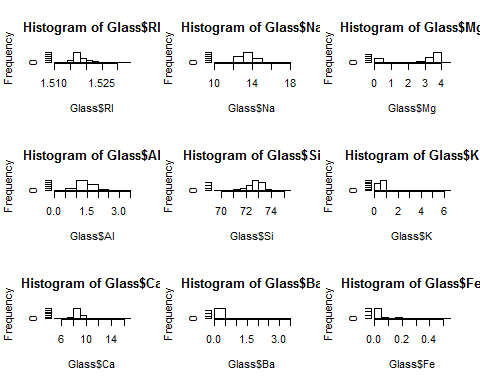 Histogram of Glass$RI
Frequency
0
1.510 1.525
Glass$RI
Histogram of Glass$Na
Frequency
0
10 14 18
Glass$Na
Histogram of Glass$Mg
Frequency
0
0 1 2 3 4
Glass$Mg
Histogram of Glass$Al
Frequency
0
0.0 1.5 3.0
Glass$Al
Histogram of Glass$Si
Frequency
0
70 72 74
Glass$Si
Histogram of Glass$K
Frequency
0
0 2 4 6
Glass$K
Histogram of Glass$Ca
Frequency
0
6 10 14
Glass$Ca
Histogram of Glass$Ba
Frequency
0
0.0 1.5 3.0
Glass$Ba
Histogram of Glass$Fe
Frequency
0
0.0 0.2 0.4
Glass$Fe